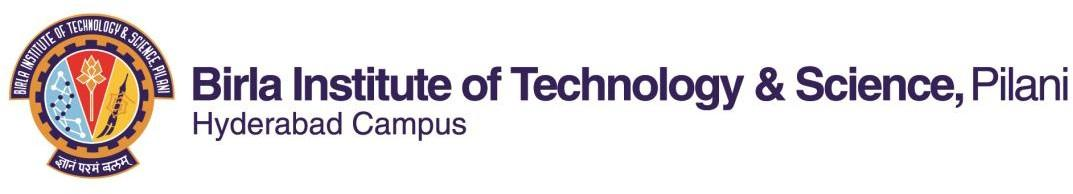 BIRLA INSTITUTE OF TECHNOLOGY & SCIENCE, PILANI
ज्ञानं परमं बलम्
Birla Institute of Technology & Science, Pilani
Hyderabad Campus